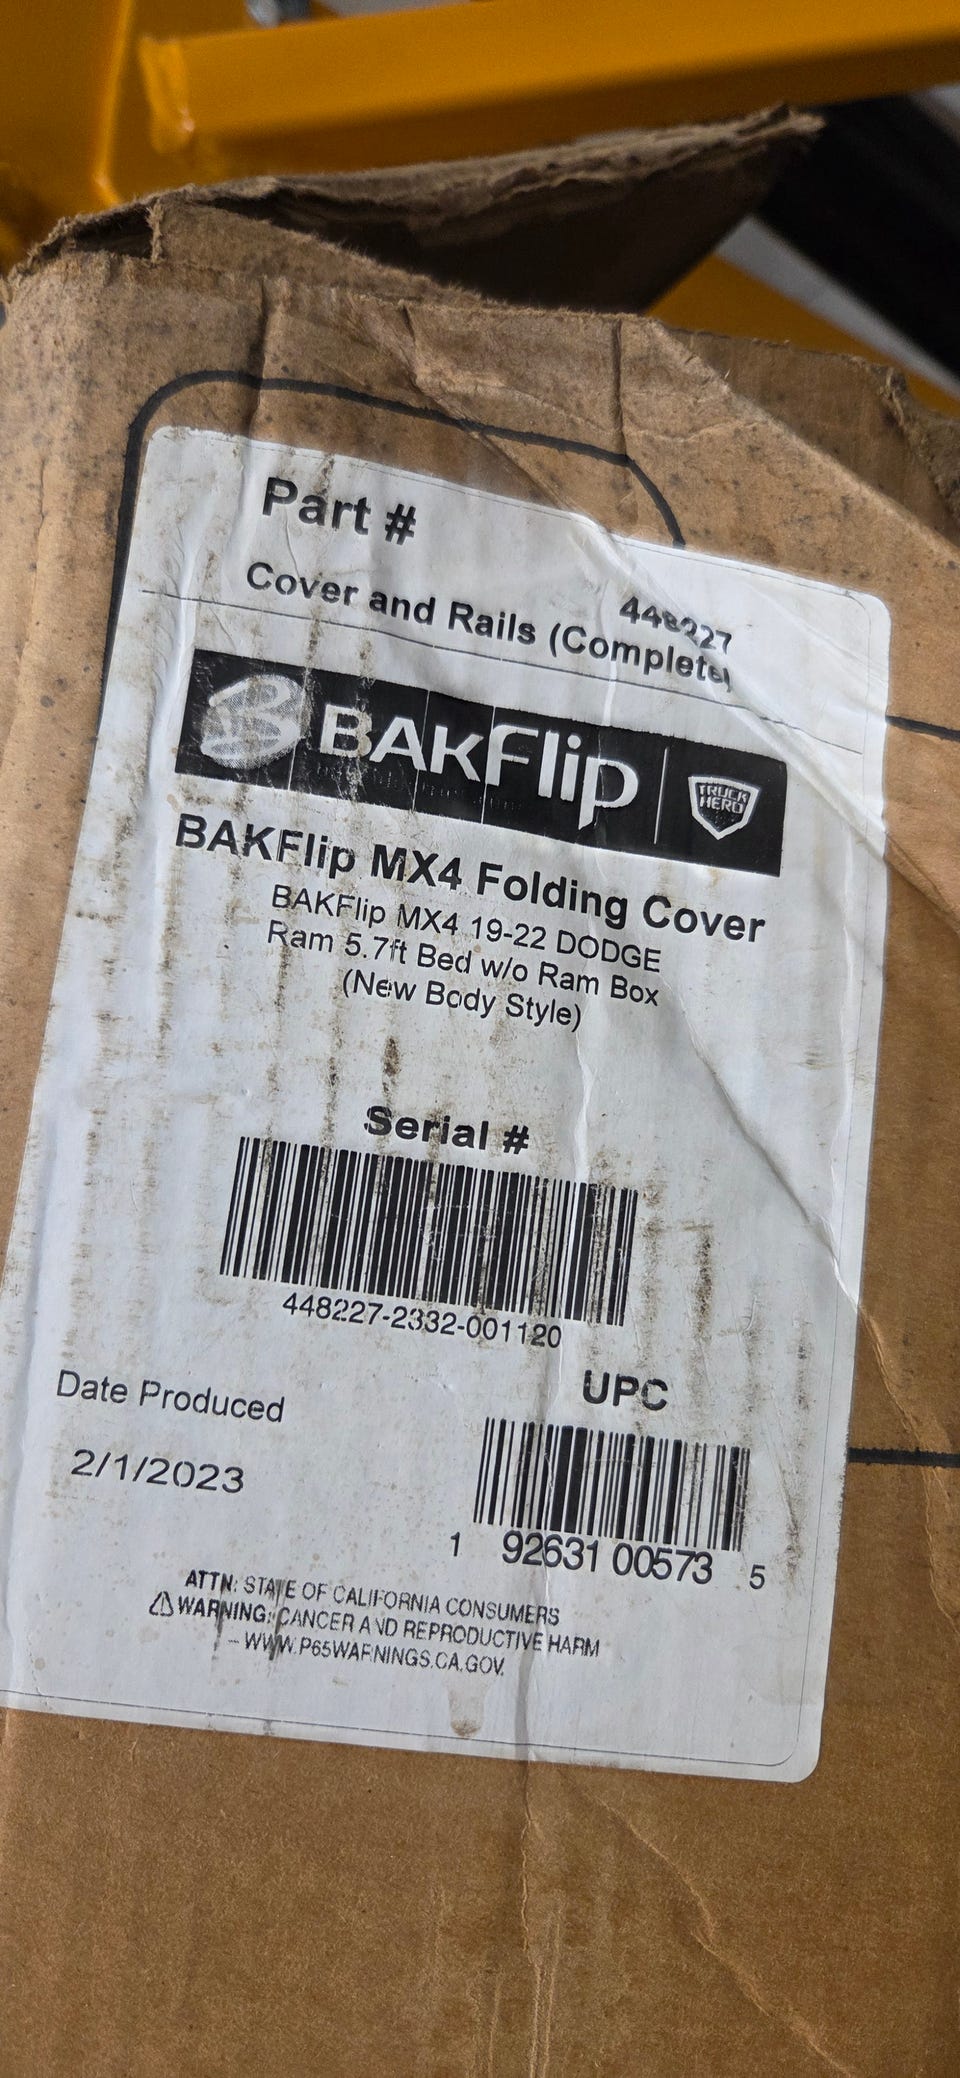 Part #
448227
Cover and Rails (Complete)
BAKFlip
TRUCK
HERO
BAKFlip MX4 Folding Cover
BAKFlip MX4 19-22 DODGE
Ram 5.7ft Bed w/o Ram Box
(New Body Style)
Serial #
448227-2332-001120
UPC
Date Produced
2/1/2023
1 92631 00573 5
ATTN: STATE OF CALIFORNIA CONSUMERS
⚠WARNING: CANCER AND REPRODUCTIVE HARM
– WWW.P65WARNINGS.CA.GOV